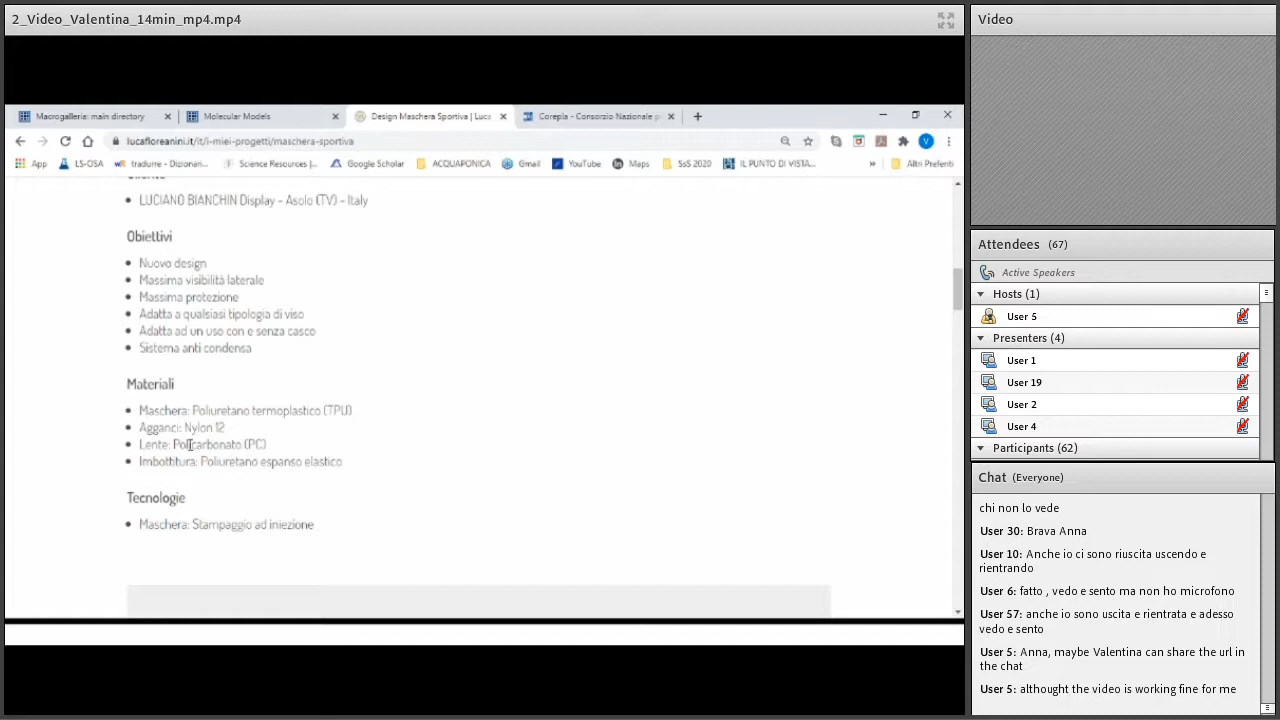 2_Video_Valentina_14min_mp4.mp4
Macrogalleria: main directory
Molecular Models
Design Maschera Sportiva | Luca
Corepla - Consorzio Nazionale p
lucafloreanini.it/it/i-miei-progetti/maschera-sportiva
V
App
LS-OSA
tradurre - Dizionari...
Science Resources |...
Google Scholar
ACQUAPONICA
Gmail
YouTube
Maps
SsS 2020
IL PUNTO DI VISTA...
»
Altri Preferiti
LUCIANO BIANCHIN Display - Asolo (TV) - Italy
Obiettivi
Nuovo design
Massima visibilità laterale
Massima protezione
Adatta a qualsiasi tipologia di viso
Adatta ad un uso con e senza casco
Sistema anti condensa
Materiali
Maschera: Poliuretano termoplastico (TPU)
Agganci: Nylon 12
Lente: Policarbonato (PC)
Imbottitura: Poliuretano espanso elastico
Tecnologie
Maschera: Stampaggio ad iniezione
Video
Attendees (67)
Active Speakers
Hosts (1)
User 5
Presenters (4)
User 1
User 19
User 2
User 4
Participants (62)
Chat (Everyone)
chi non lo vede
User 30: Brava Anna
User 10: Anche io ci sono riuscita uscendo e
rientrando
User 6: fatto , vedo e sento ma non ho microfono
User 57: anche io sono uscita e rientrata e adesso
vedo e sento
User 5: Anna, maybe Valentina can share the url in
the chat
User 5: althought the video is working fine for me